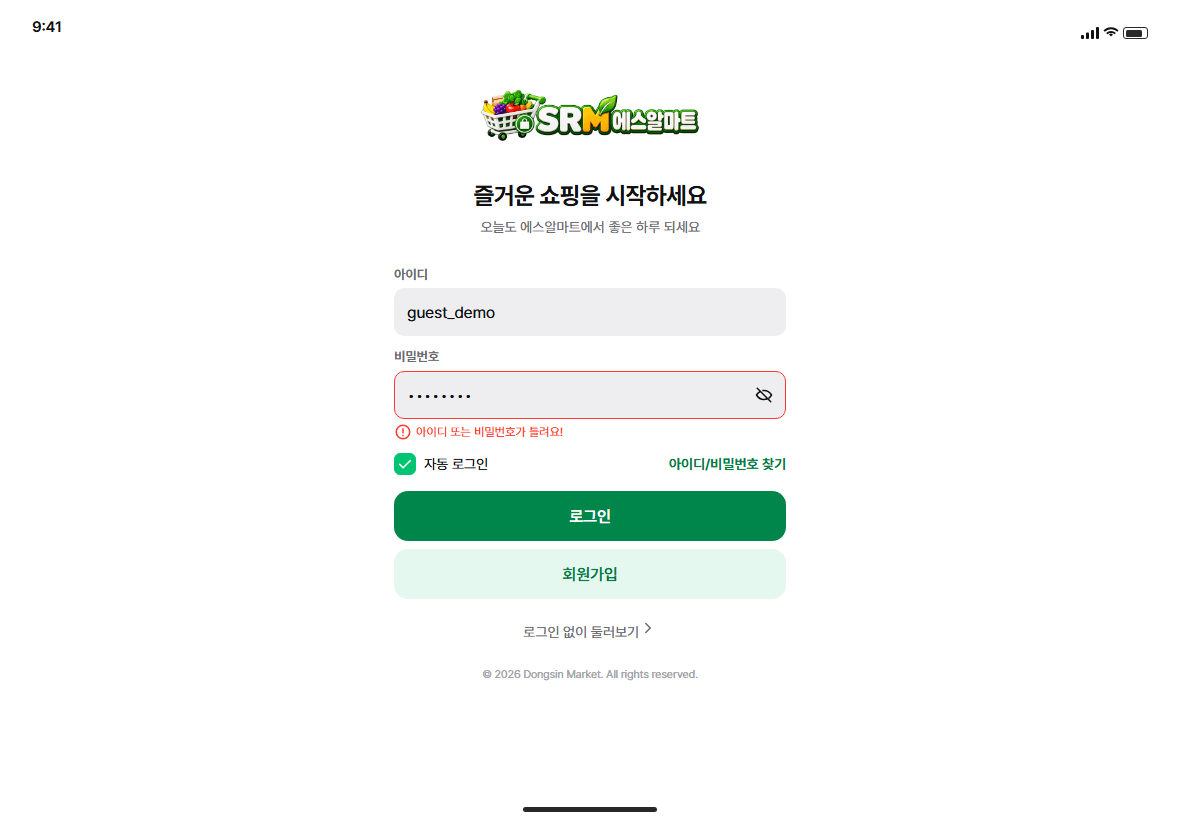 9:41
SRM에스알마트
즐거운 쇼핑을 시작하세요
오늘도 에스알마트에서 좋은 하루 되세요
아이디
guest_demo
비밀번호
••••••••
아이디 또는 비밀번호가 틀려요!
자동 로그인
아이디/비밀번호 찾기
로그인
회원가입
로그인 없이 둘러보기
© 2026 Dongsin Market. All rights reserved.